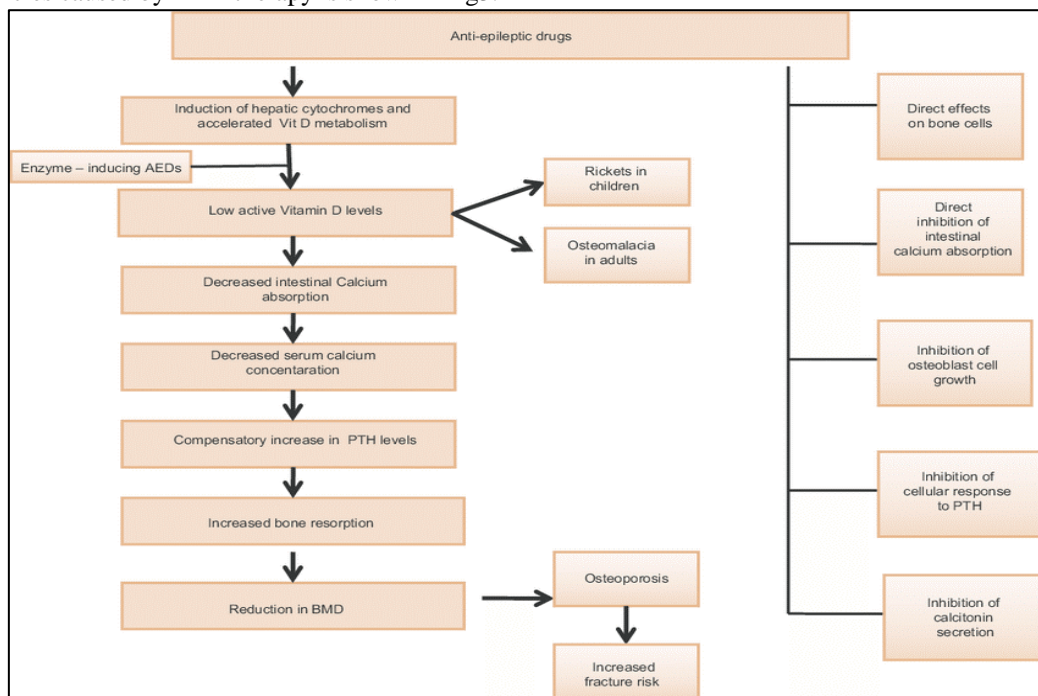 Anti-epileptic drugs
Induction of hepatic cytochromes and
accelerated Vit D metabolism
Enzyme – inducing AEDs
Low active Vitamin D levels
Rickets in
children
Osteomalacia
in adults
Decreased intestinal Calcium
absorption
Decreased serum calcium
concentaration
Compensatory increase in PTH levels
Increased bone resorption
Reduction in BMD
Osteoporosis
Increased
fracture risk
Direct effects
on bone cells
Direct
inhibition of
intestinal
calcium absorption
Inhibition of
osteoblast cell
growth
Inhibition of
cellular response
to PTH
Inhibition of
calcitonin
secretion